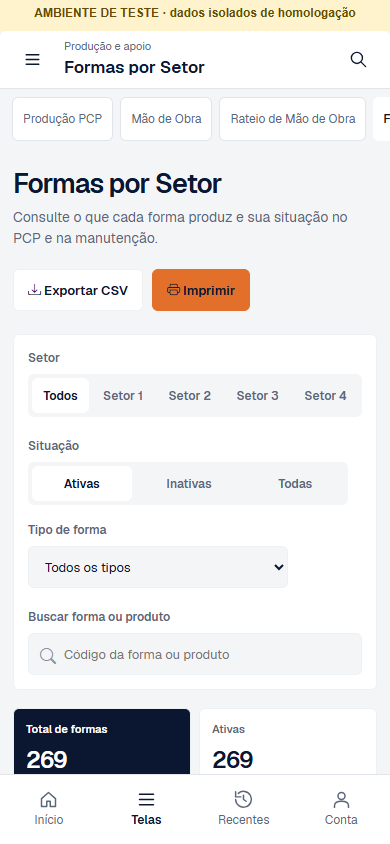 AMBIENTE DE TESTE · dados isolados de homologação
Produção e apoio
Formas por Setor
Produção PCP
Mão de Obra
Rateio de Mão de Obra
Formas por Setor
Consulte o que cada forma produz e sua situação no
PCP e na manutenção.
Exportar CSV
Imprimir
Setor
Todos
Setor 1
Setor 2
Setor 3
Setor 4
Situação
Ativas
Inativas
Todas
Tipo de forma
Todos os tipos
Buscar forma ou produto
Código da forma ou produto
Total de formas
Ativas
269
269
Início
Telas
Recentes
Conta